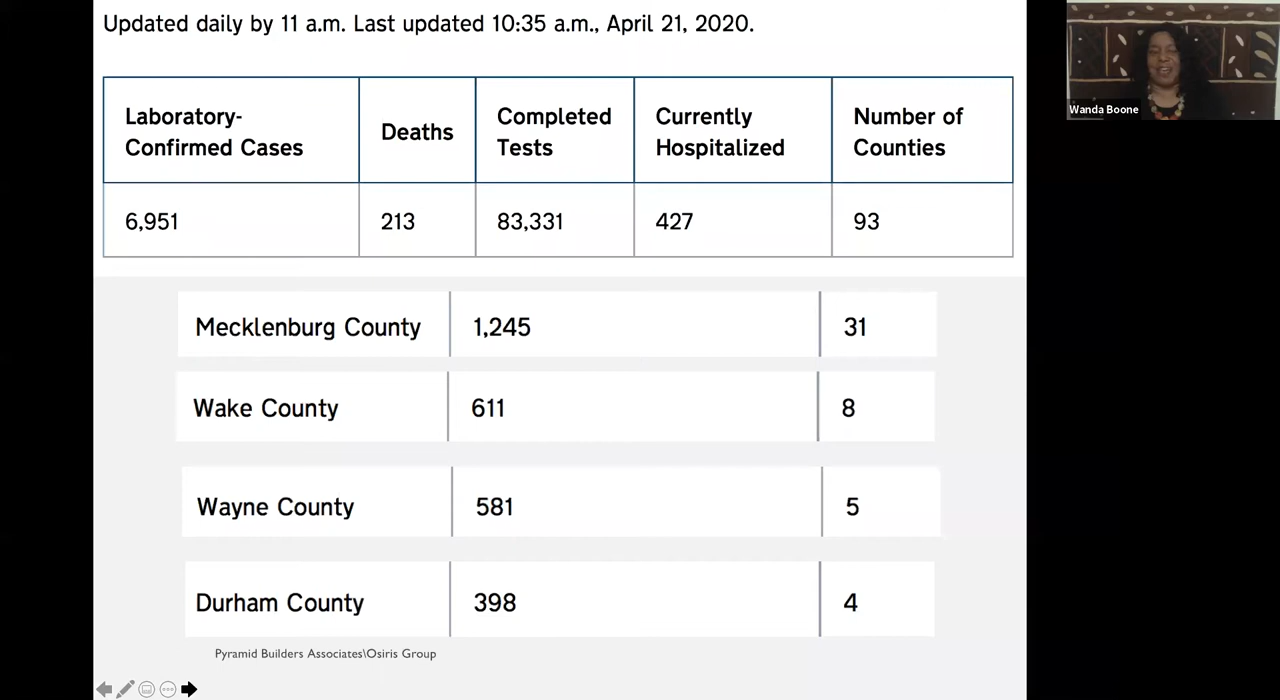 Updated daily by 11 a.m. Last updated 10:35 a.m., April 21, 2020.
Laboratory-
Confirmed Cases
Deaths
Completed
Tests
Currently
Hospitalized
Number of
Counties
6,951
213
83,331
427
93
Mecklenburg County
1,245
31
Wake County
611
8
Wayne County
581
5
Durham County
398
4
Pyramid Builders Associates\Osiris Group
Wanda Boone